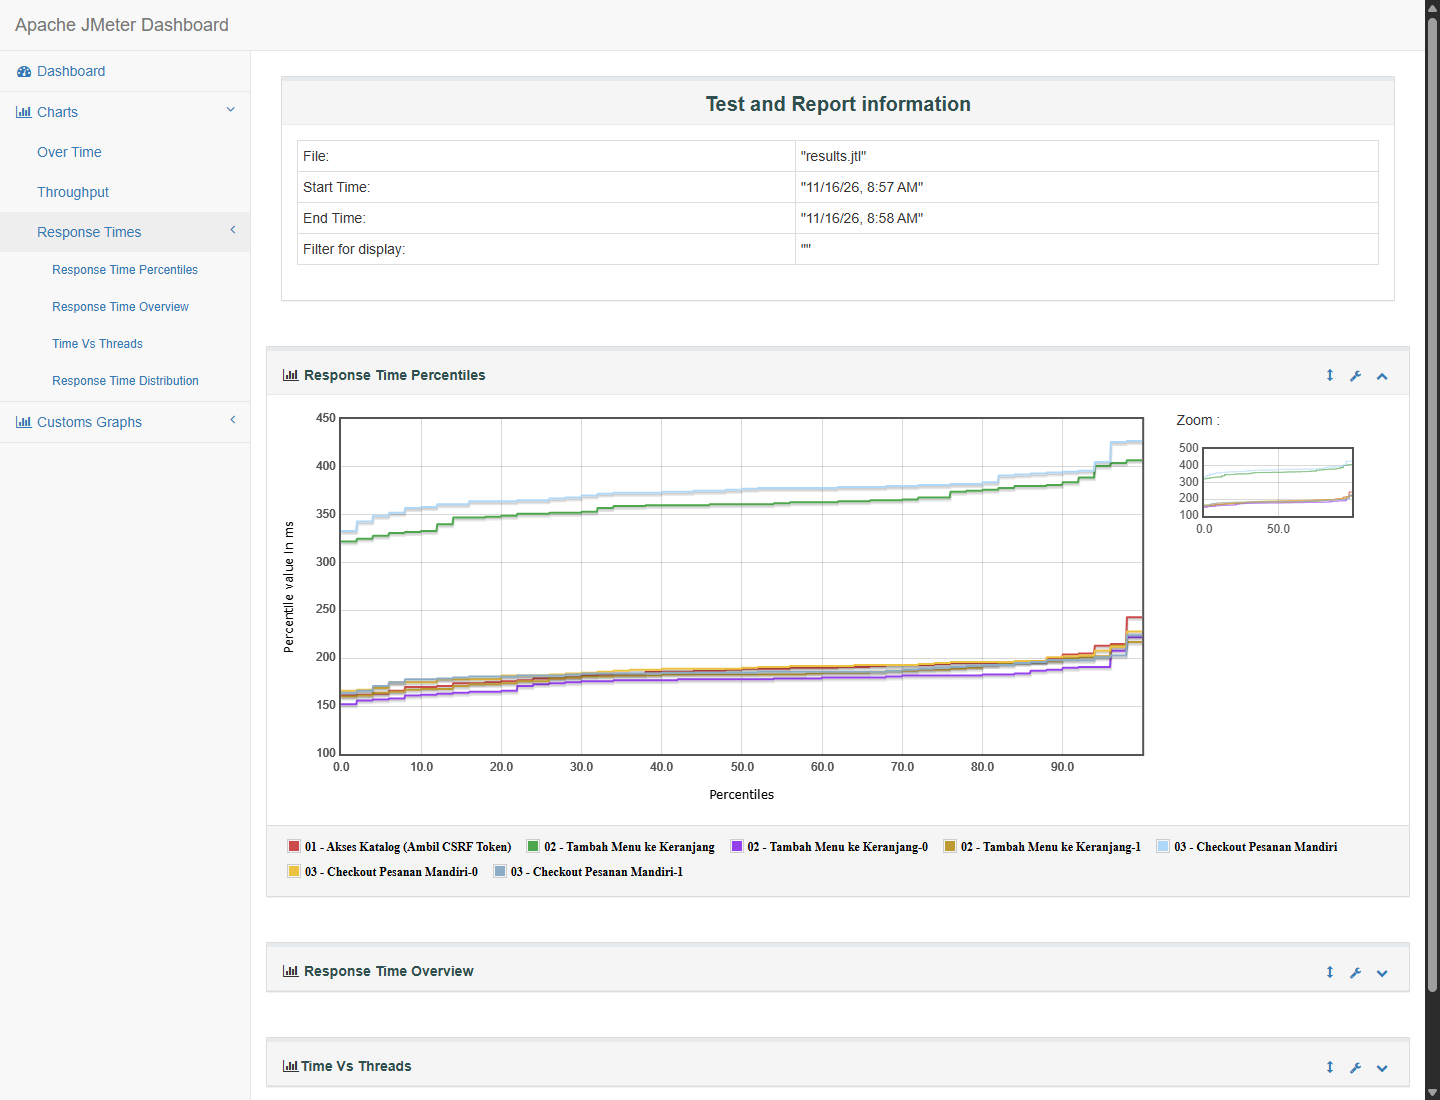 Apache JMeter Dashboard
Dashboard
Charts
Over Time
Throughput
Response Times
Response Time Percentiles
Response Time Overview
Time Vs Threads
Response Time Distribution
Customs Graphs
Test and Report information
File: "results.jtl"
Start Time: "11/16/26, 8:57 AM"
End Time: "11/16/26, 8:58 AM"
Filter for display: ""
Response Time Percentiles
Percentile value in ms
450
400
350
300
250
200
150
100
0.0 10.0 20.0 30.0 40.0 50.0 60.0 70.0 80.0 90.0
Percentiles
Zoom :
500
400
300
200
100
0.0 50.0
01 - Akses Katalog (Ambil CSRF Token) 02 - Tambah Menu ke Keranjang 02 - Tambah Menu ke Keranjang-0 02 - Tambah Menu ke Keranjang-1 03 - Checkout Pesanan Mandiri
03 - Checkout Pesanan Mandiri-0 03 - Checkout Pesanan Mandiri-1
Response Time Overview
Time Vs Threads